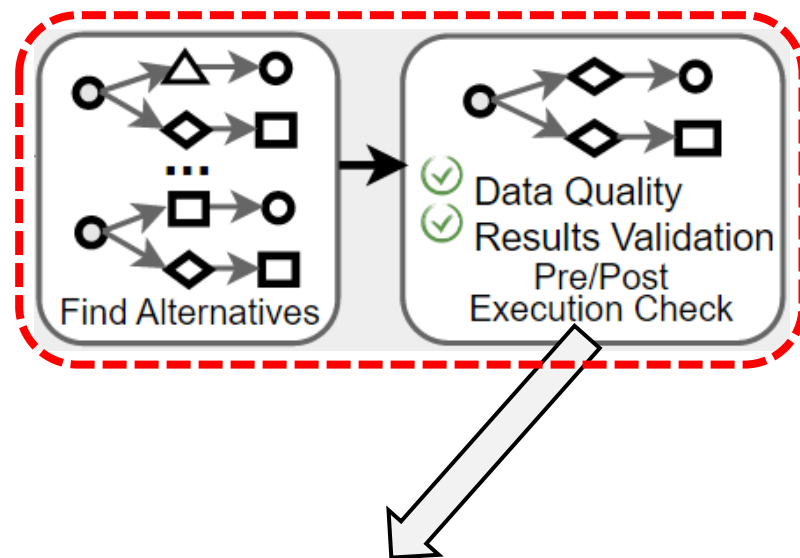 ...
Find Alternatives
Data Quality
Results Validation
Pre/Post
Execution Check